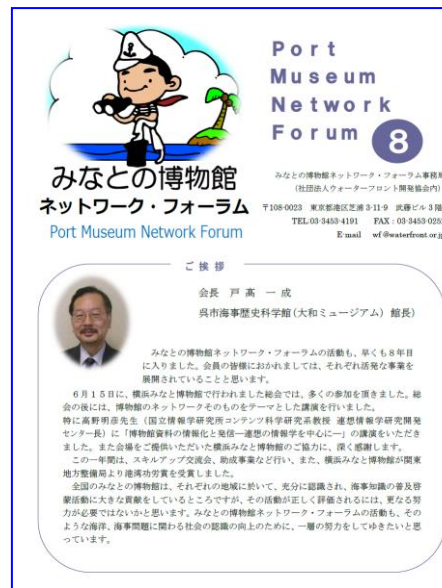 Port
Museum
Network
Forum 8
みなとの博物館
ネットワーク・フォーラム
Port Museum Network Forum
みなとの博物館ネットワーク・フォーラム事務局
(社団法人ウォーターフロント開発協会内)
〒108-0023 東京都港区芝浦 3-11-9 武藤ビル 3 階
TEL:03-3453-4191 FAX : 03-3453-0252
E-mail wf@waterfront.or.jp
ご 挨 拶
会長 戸 高 一 成
呉市海事歴史科学館(大和ミュージアム) 館長)
みなとの博物館ネットワーク・フォーラムの活動も、早くも8年目
に入りました。会員の皆様におかれましては、それぞれ活発な事業を
展開されていることと思います。
6月15日に、横浜みなと博物館で行われました総会では、多くの参加を頂きました。総
会の後には、博物館のネットワークそのものをテーマとした講演を行いました。
特に高野明彦先生(国立情報学研究所コンテンツ科学研究系教授 連想情報学研究開発
センター長)に「博物館資料の情報化と発信―連想の情報学を中心に―」の講演をいただき
ました。また会場をご提供いただいた横浜みなと博物館のご協力に、深く感謝します。
この一年間は、スキルアップ交流会、助成事業など行い、また、横浜みなと博物館が関東
地方整備局より港湾功労賞を受賞しました。
全国のみなとの博物館は、それぞれの地域に於いて、充分に認識され、海事知識の普及啓
蒙活動に大きな貢献をしているところですが、その活動が正しく評価されるには、更なる努
力が必要ではないかと思います。みなとの博物館ネットワーク・フォーラムの活動も、その
ような海洋、海事問題に関わる社会の認識の向上のために、一層の努力をしてゆきたいと思
っています。